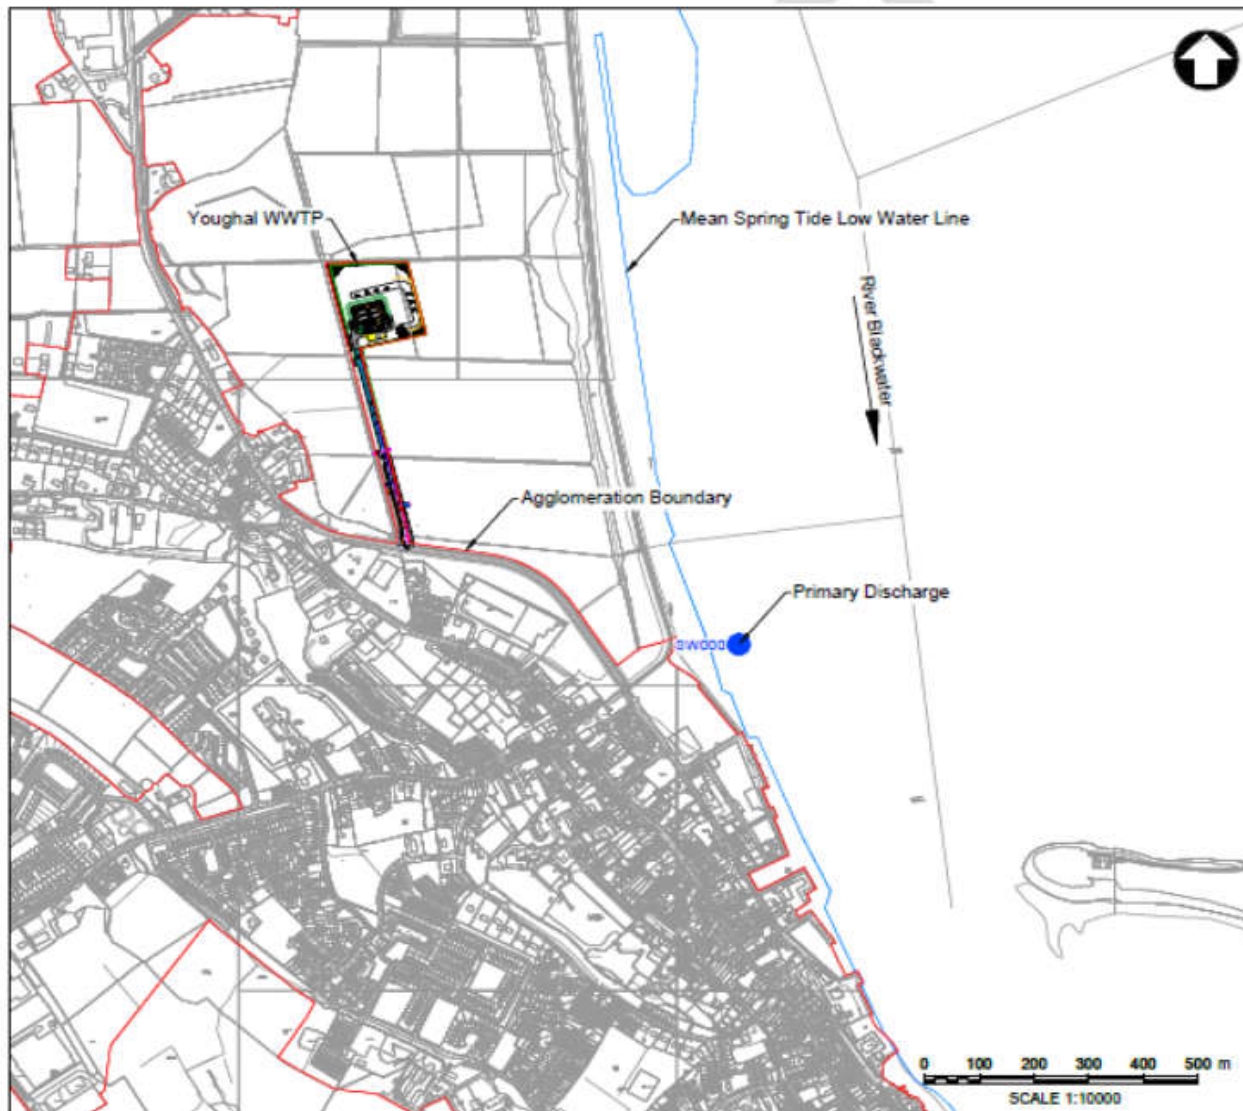 Youghal WWTP
Mean Spring Tide Low Water Line
River Blackwater
Agglomeration Boundary
Primary Discharge
0 100 200 300 400 500 m
SCALE 1:10000